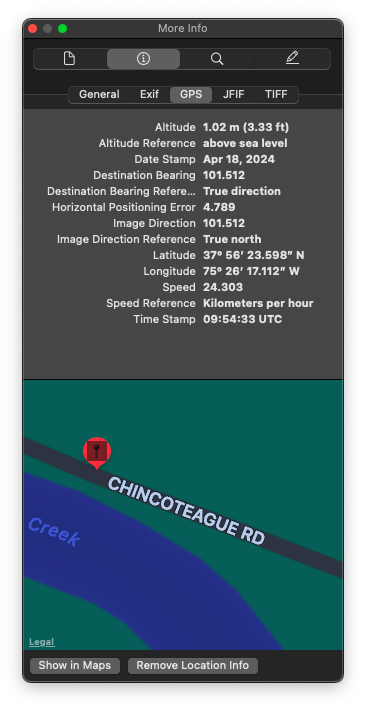 More Info
General Exif GPS JFIF TIFF
Altitude 1.02 m (3.33 ft)
Altitude Reference above sea level
Date Stamp Apr 18, 2024
Destination Bearing 101.512
Destination Bearing Refere... True direction
Horizontal Positioning Error 4.789
Image Direction 101.512
Image Direction Reference True north
Latitude 37° 56’ 23.598” N
Longitude 75° 26’ 17.112” W
Speed 24.303
Speed Reference Kilometers per hour
Time Stamp 09:54:33 UTC
CHINCOTEAGUE RD
Creek
Legal
Show in Maps Remove Location Info